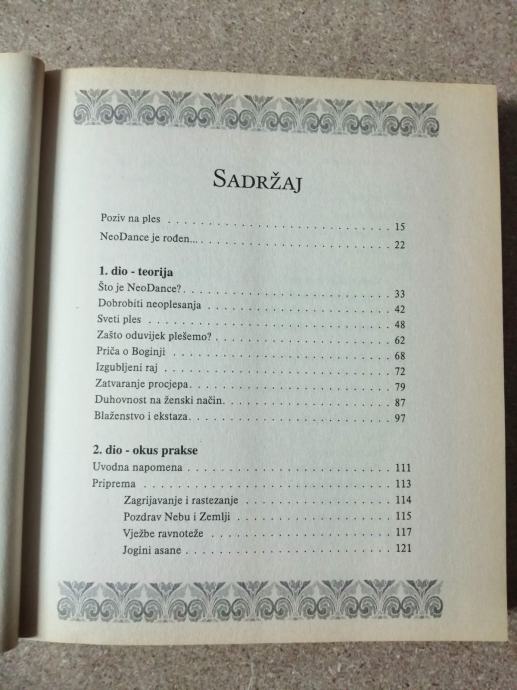 SADRŽAJ
Poziv na ples . . . . . . . . . . . . . . . . . . . . . . . . 15
NeoDance je rođen... . . . . . . . . . . . . . . . . . . . . 22
1. dio - teorija
Što je NeoDance? . . . . . . . . . . . . . . . . . . . . . . 33
Dobrobiti neoplesanja . . . . . . . . . . . . . . . . . . . . 42
Sveti ples . . . . . . . . . . . . . . . . . . . . . . . . . 48
Zašto oduvijek plešemo? . . . . . . . . . . . . . . . . . . . 62
Priča o Boginji . . . . . . . . . . . . . . . . . . . . . . . 68
Izgubljeni raj . . . . . . . . . . . . . . . . . . . . . . . 72
Zatvaranje procjepa . . . . . . . . . . . . . . . . . . . . . 79
Duhovnost na ženski način . . . . . . . . . . . . . . . . . . 87
Blaženstvo i ekstaza . . . . . . . . . . . . . . . . . . . . 97
2. dio - okus prakse
Uvodna napomena . . . . . . . . . . . . . . . . . . . . . . . 111
Priprema . . . . . . . . . . . . . . . . . . . . . . . . . . 113
Zagrijavanje i rastezanje . . . . . . . . . . . . . . . . 114
Pozdrav Nebu i Zemlji . . . . . . . . . . . . . . . . . . 115
Vježbe ravnoteže . . . . . . . . . . . . . . . . . . . . 117
Jogini asane . . . . . . . . . . . . . . . . . . . . . . 121